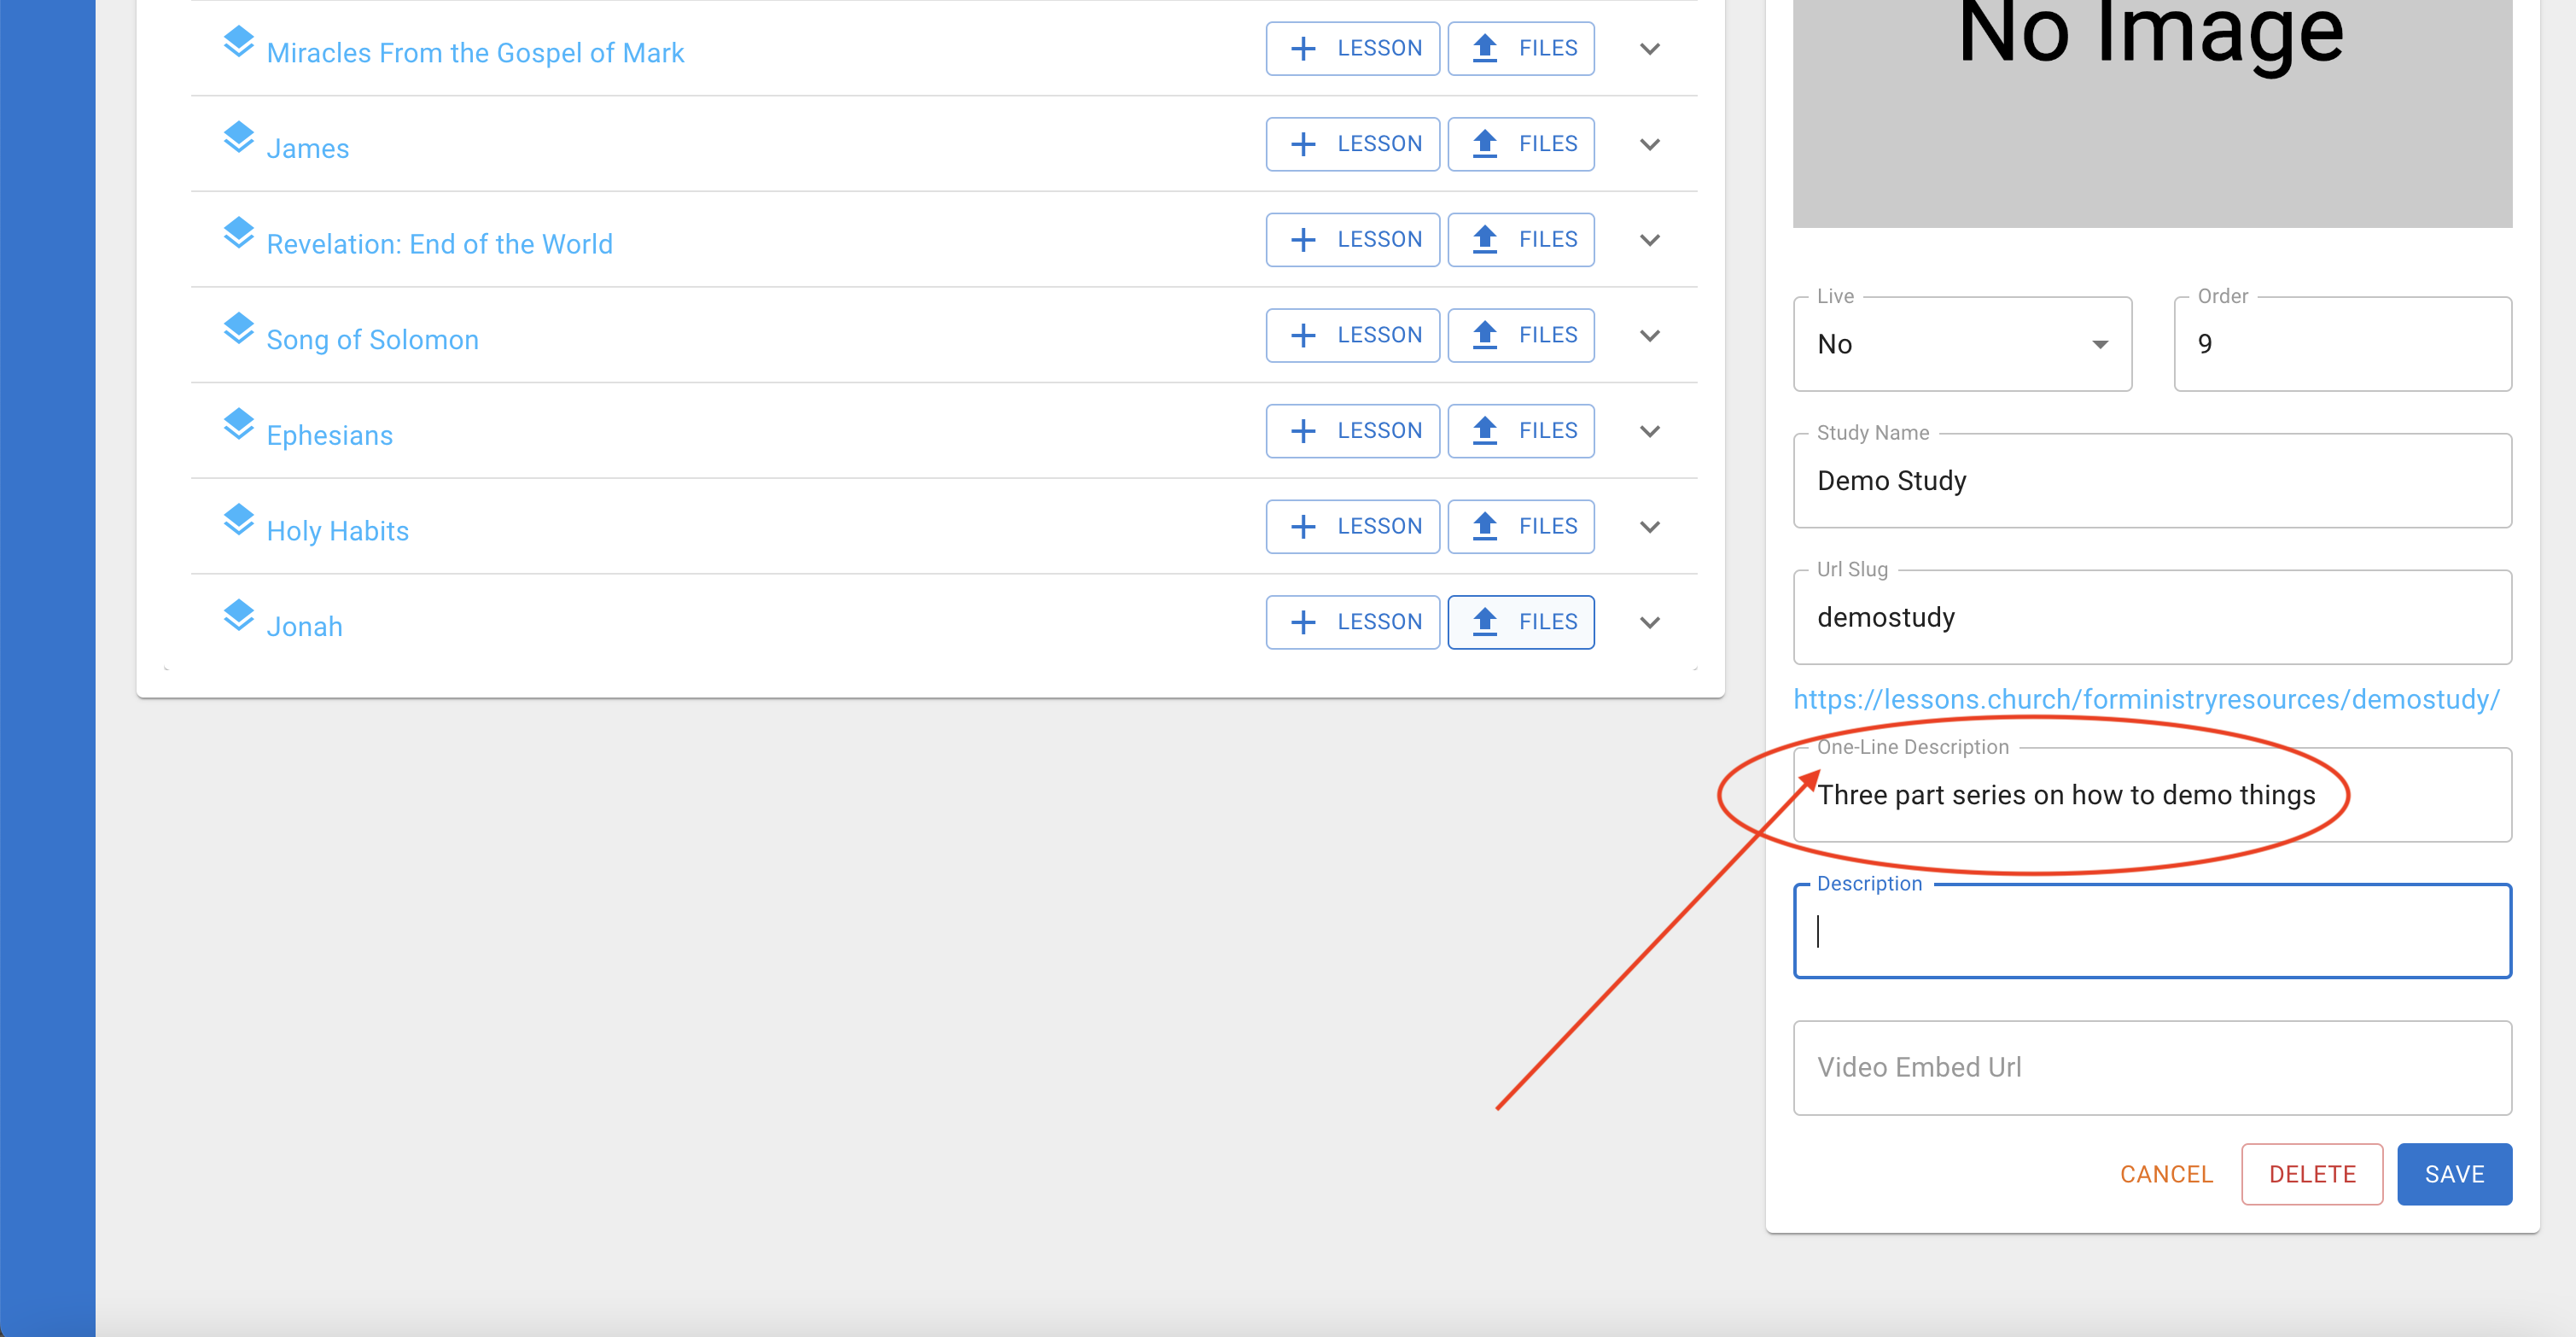 Miracles From the Gospel of Mark
LESSON FILES
James
LESSON FILES
Revelation: End of the World
LESSON FILES
Song of Solomon
LESSON FILES
Ephesians
LESSON FILES
Holy Habits
LESSON FILES
Jonah
LESSON FILES
No Image
Live
No
Order
9
Study Name
Demo Study
Url Slug
demostudy
https://lessons.church/forministryresources/demostudy/
One-Line Description
Three part series on how to demo things
Description
Video Embed Url
CANCEL DELETE SAVE